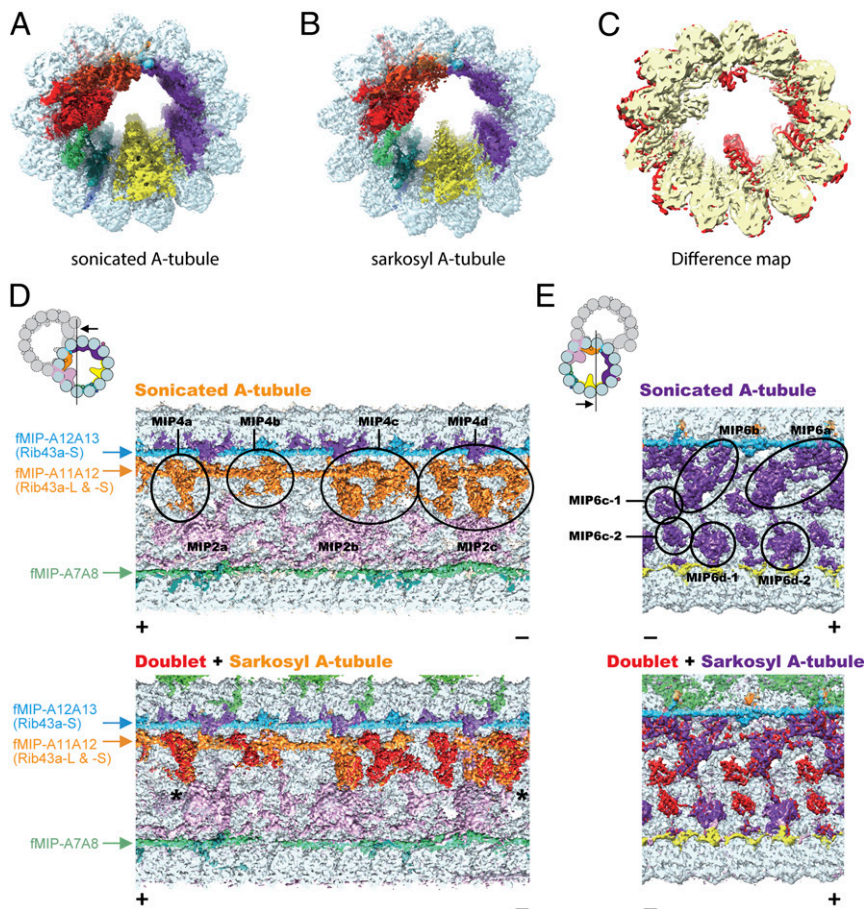 A
B
C
sonicated A-tubule
sarkosyl A-tubule
Difference map
D
E
Sonicated A-tubule
Sonicated A-tubule
MIP4a
MIP4b
MIP4c
MIP4d
MIP6b
MIP6a
fMIP-A12A13
(Rib43a-S)
fMIP-A11A12
(Rib43a-L & -S)
MIP6c-1
MIP6c-2
MIP2a
MIP2b
MIP2c
fMIP-A7A8
MIP6d-1
MIP6d-2
+
–
–
+
Doublet + Sarkosyl A-tubule
Doublet + Sarkosyl A-tubule
fMIP-A12A13
(Rib43a-S)
fMIP-A11A12
(Rib43a-L & -S)
*
*
fMIP-A7A8
+
–
–
+